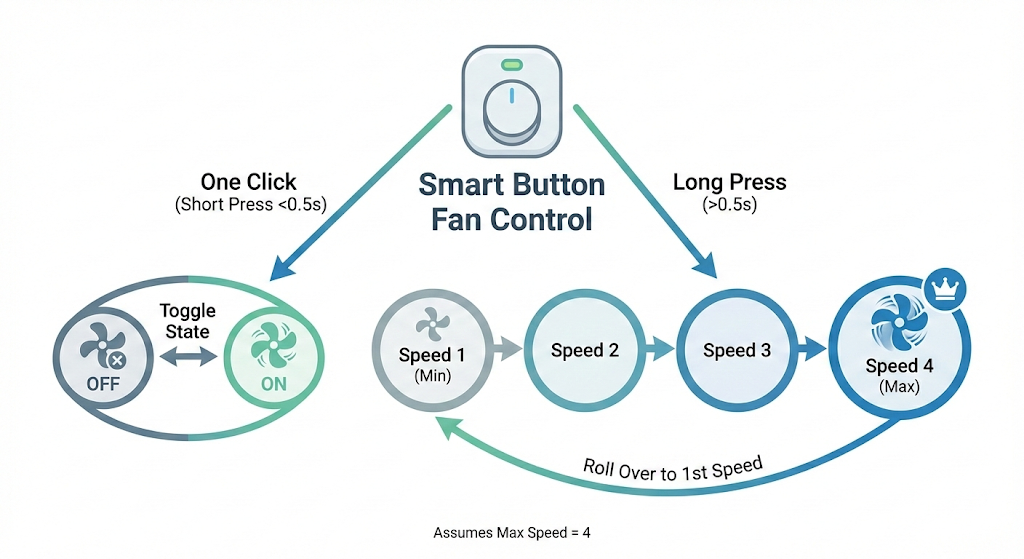 Smart Button
Fan Control
One Click
(Short Press <0.5s)
Long Press
(>0.5s)
Toggle
State
OFF
ON
Speed 1
(Min)
Speed 2
Speed 3
Speed 4
(Max)
Roll Over to 1st Speed
Assumes Max Speed = 4